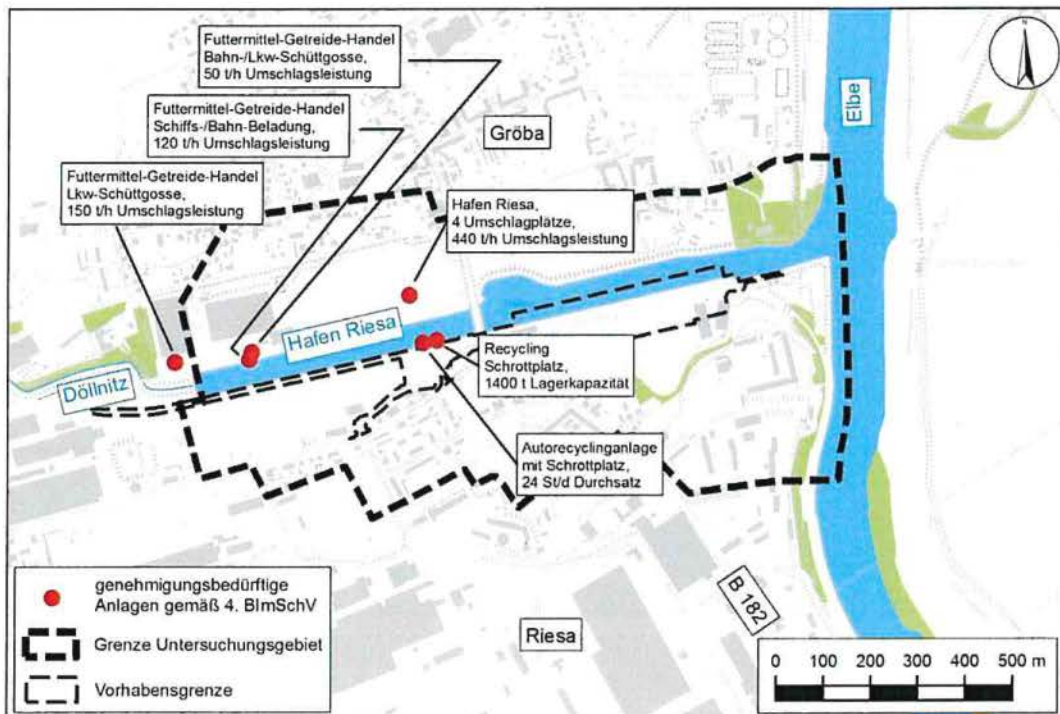 Futtermittel-Getreide-Handel
Bahn-/Lkw-Schüttgosse,
50 t/h Umschlagsleistung
Futtermittel-Getreide-Handel
Schiffs-/Bahn-Beladung,
120 t/h Umschlagsleistung
Futtermittel-Getreide-Handel
Lkw-Schüttgosse,
150 t/h Umschlagsleistung
Gröba
Elbe
N
Hafen Riesa,
4 Umschlagplätze,
440 t/h Umschlagsleistung
Hafen Riesa
Döllnitz
Recycling
Schrottplatz,
1400 t Lagerkapazität
Autorecyclinganlage
mit Schrottplatz,
24 St/d Durchsatz
Riesa
B 182
genehmigungsbedürftige
Anlagen gemäß 4. BImSchV
Grenze Untersuchungsgebiet
Vorhabensgrenze
0 100 200 300 400 500 m